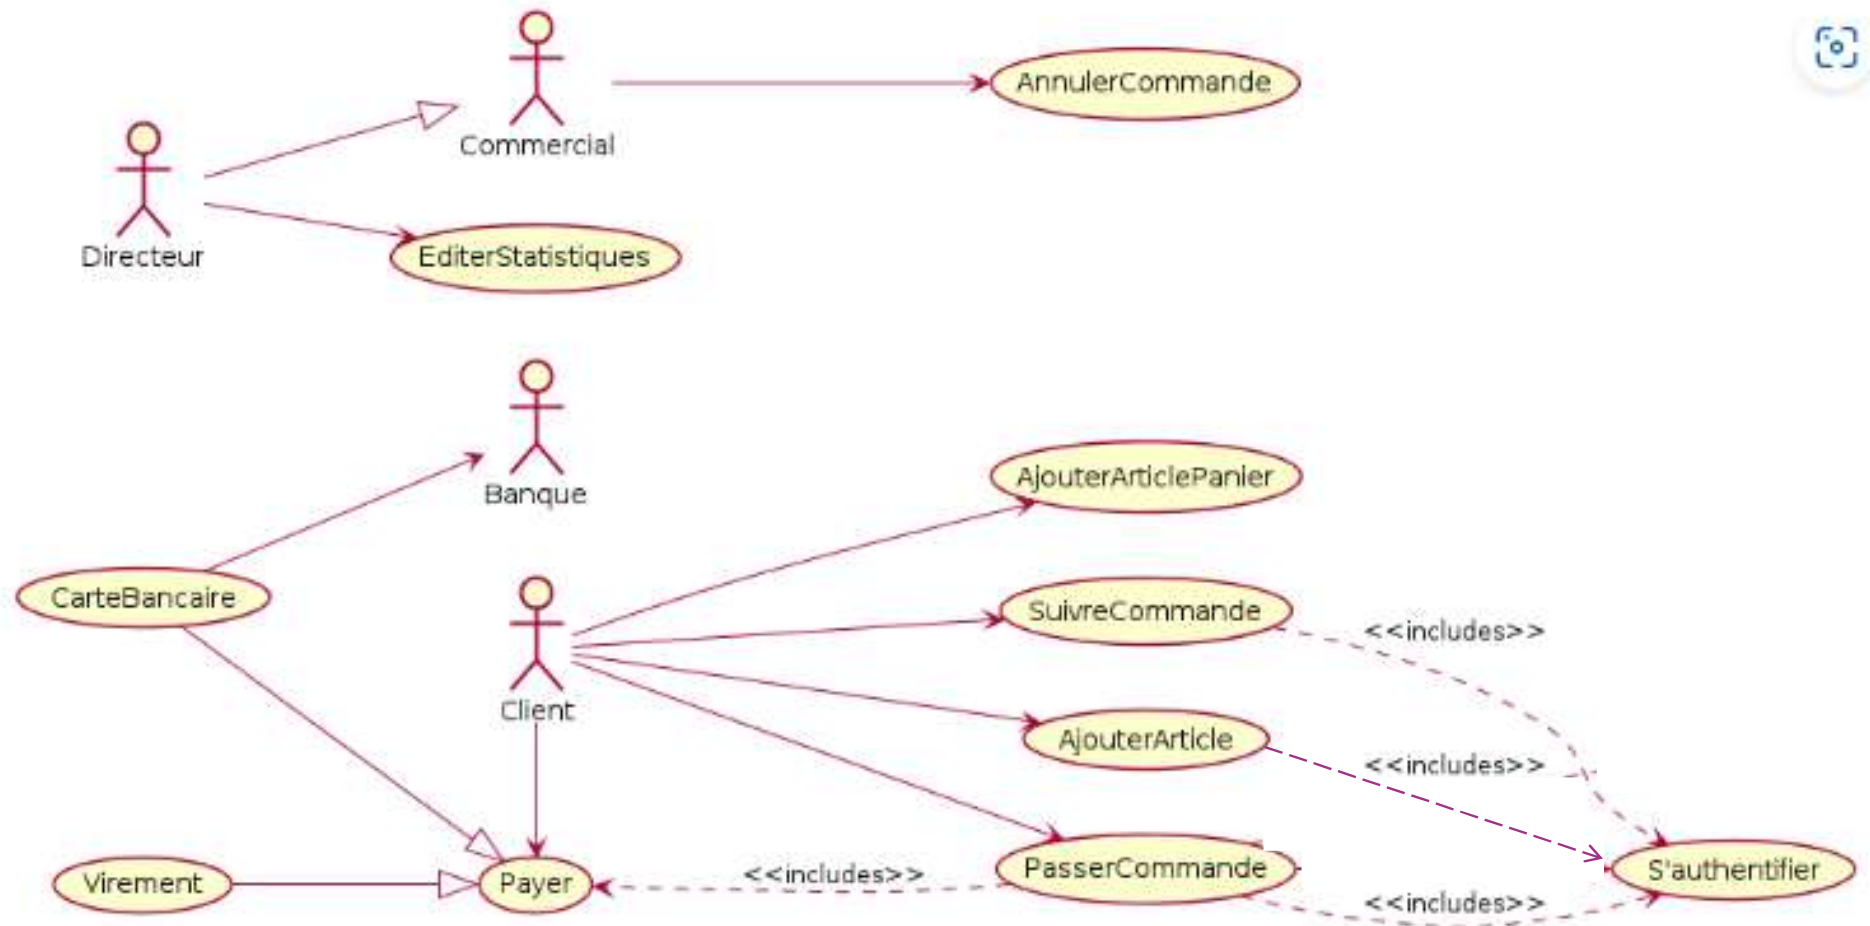 AnnulerCommande
Commercial
Directeur
EditerStatistiques
Banque
AjouterArticlePanier
CarteBancaire
SuivreCommande
<<includes>>
Client
AjouterArticle
<<includes>>
Virement
Payer
<<includes>>
PasserCommande
S'authentifier
<<includes>>